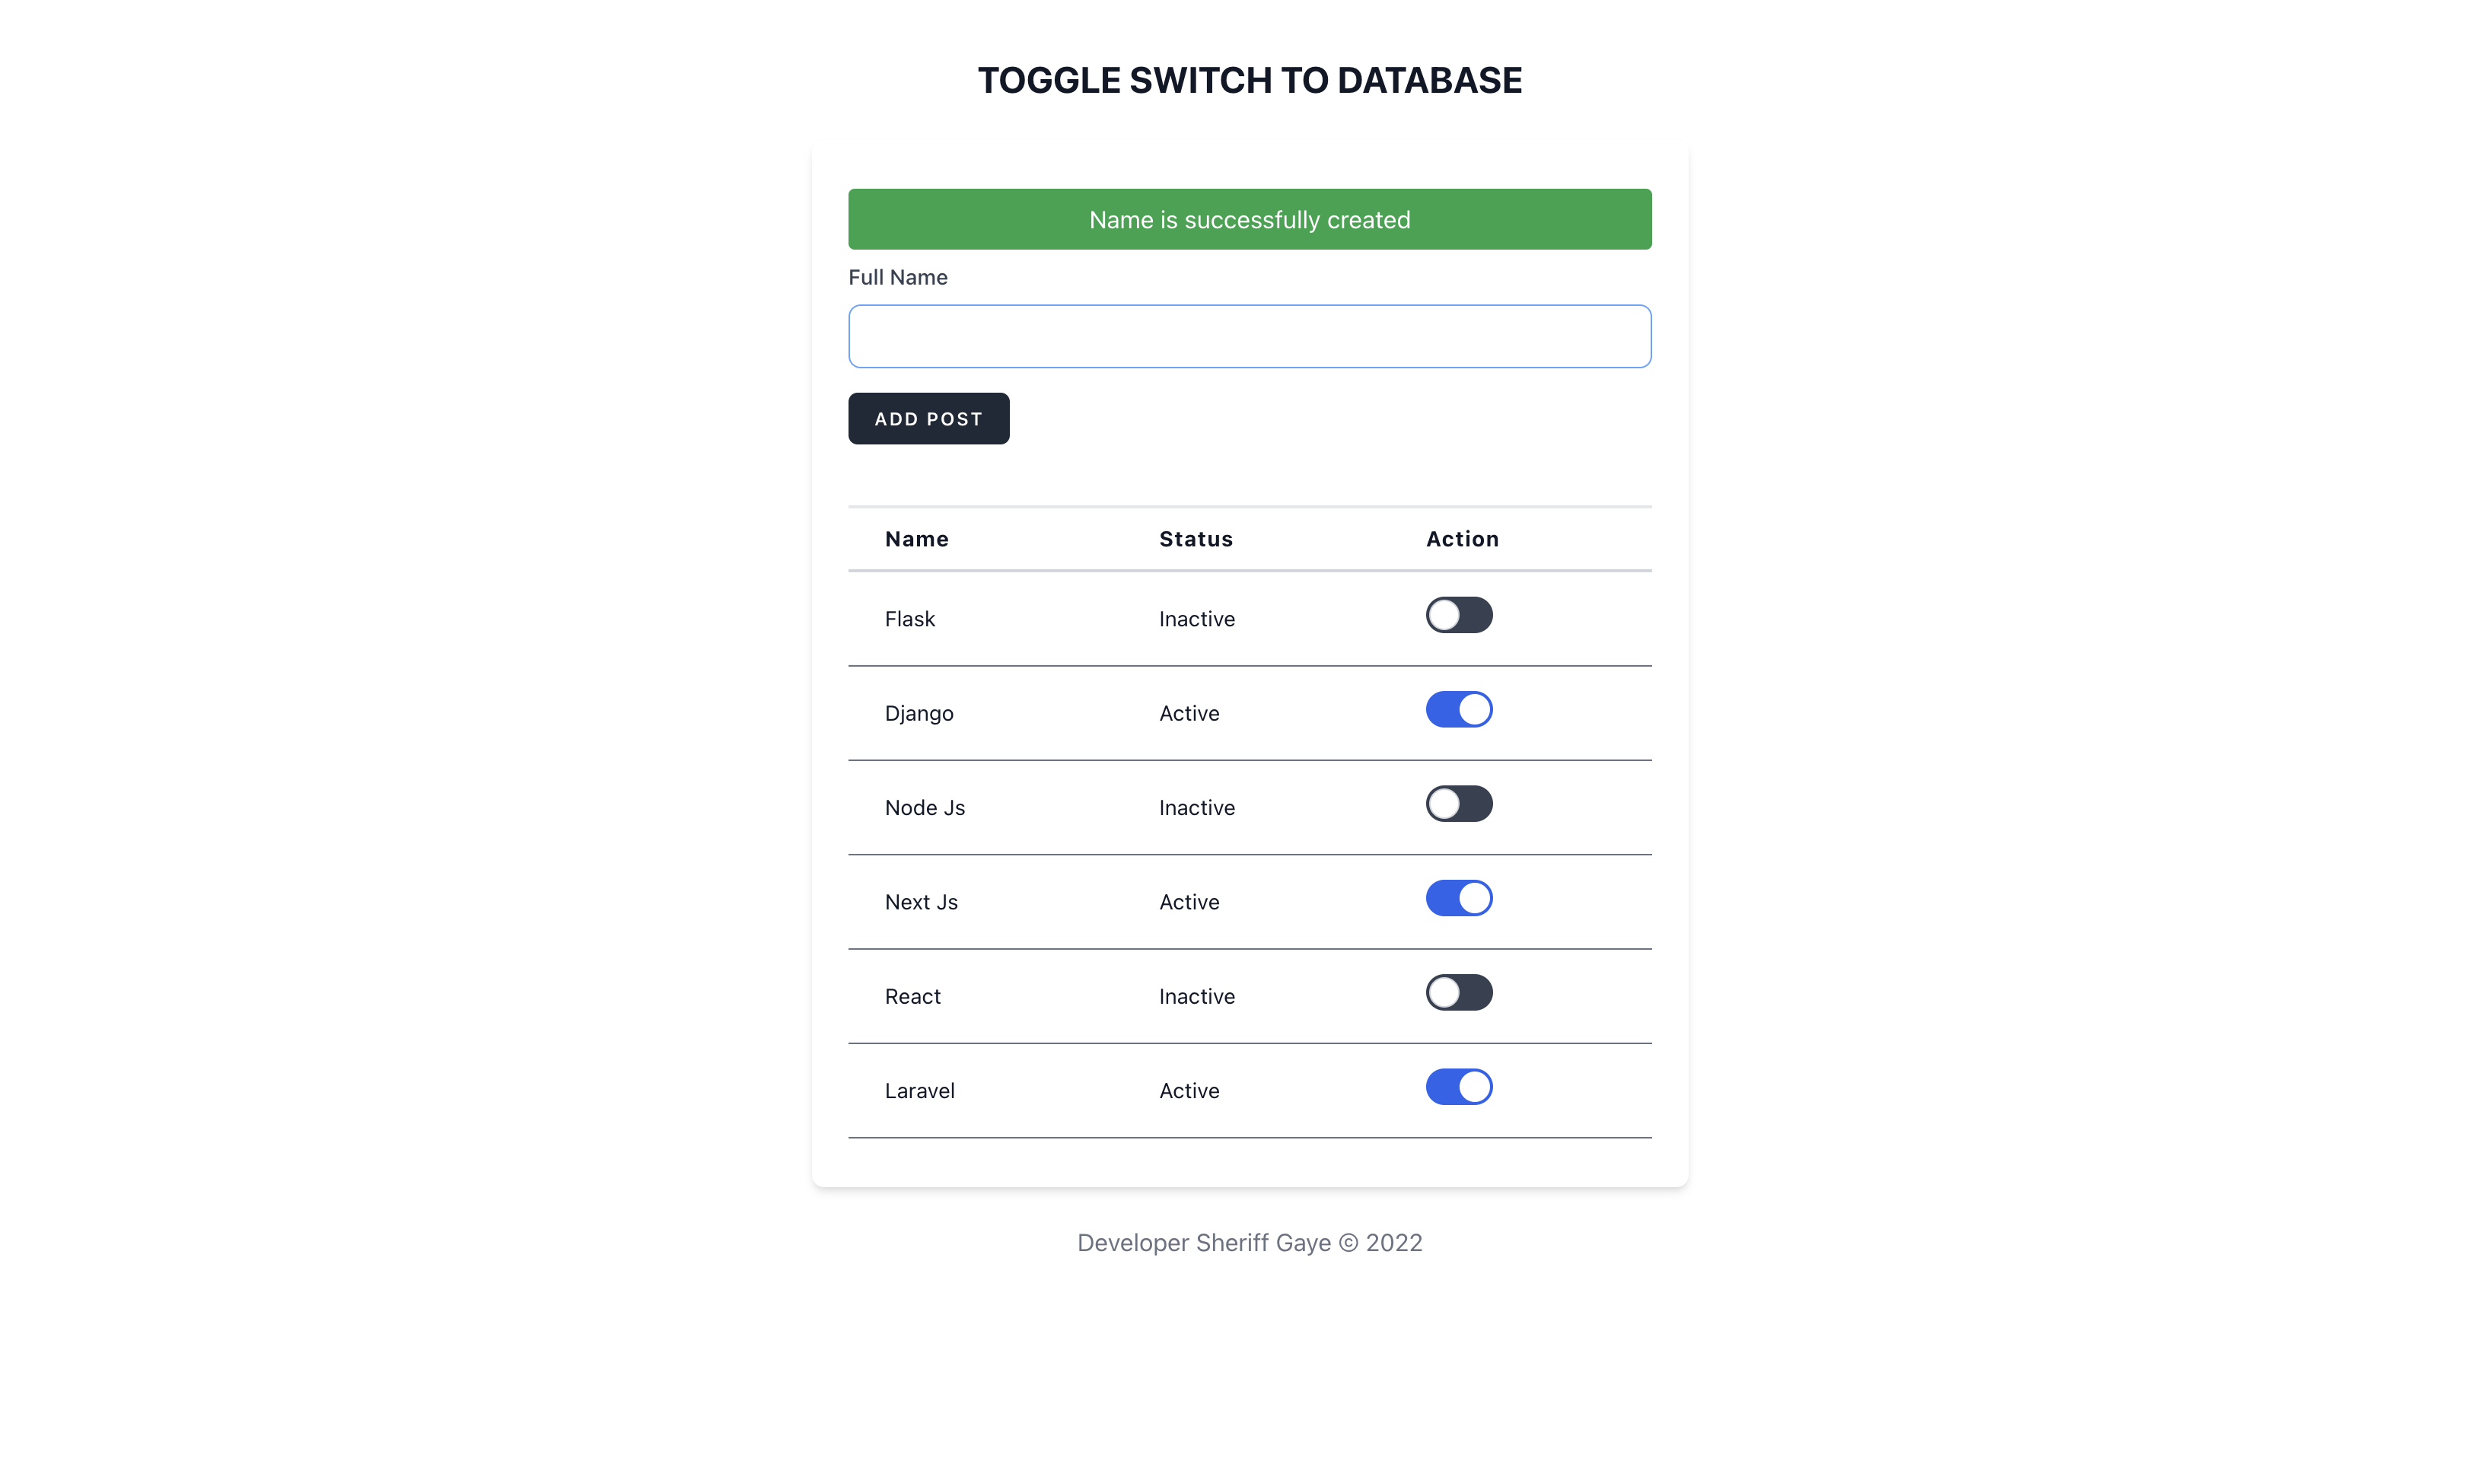 TOGGLE SWITCH TO DATABASE
Name is successfully created
Full Name
ADD POST
Name Status Action
Flask Inactive
Django Active
Node Js Inactive
Next Js Active
React Inactive
Laravel Active
Developer Sheriff Gaye © 2022